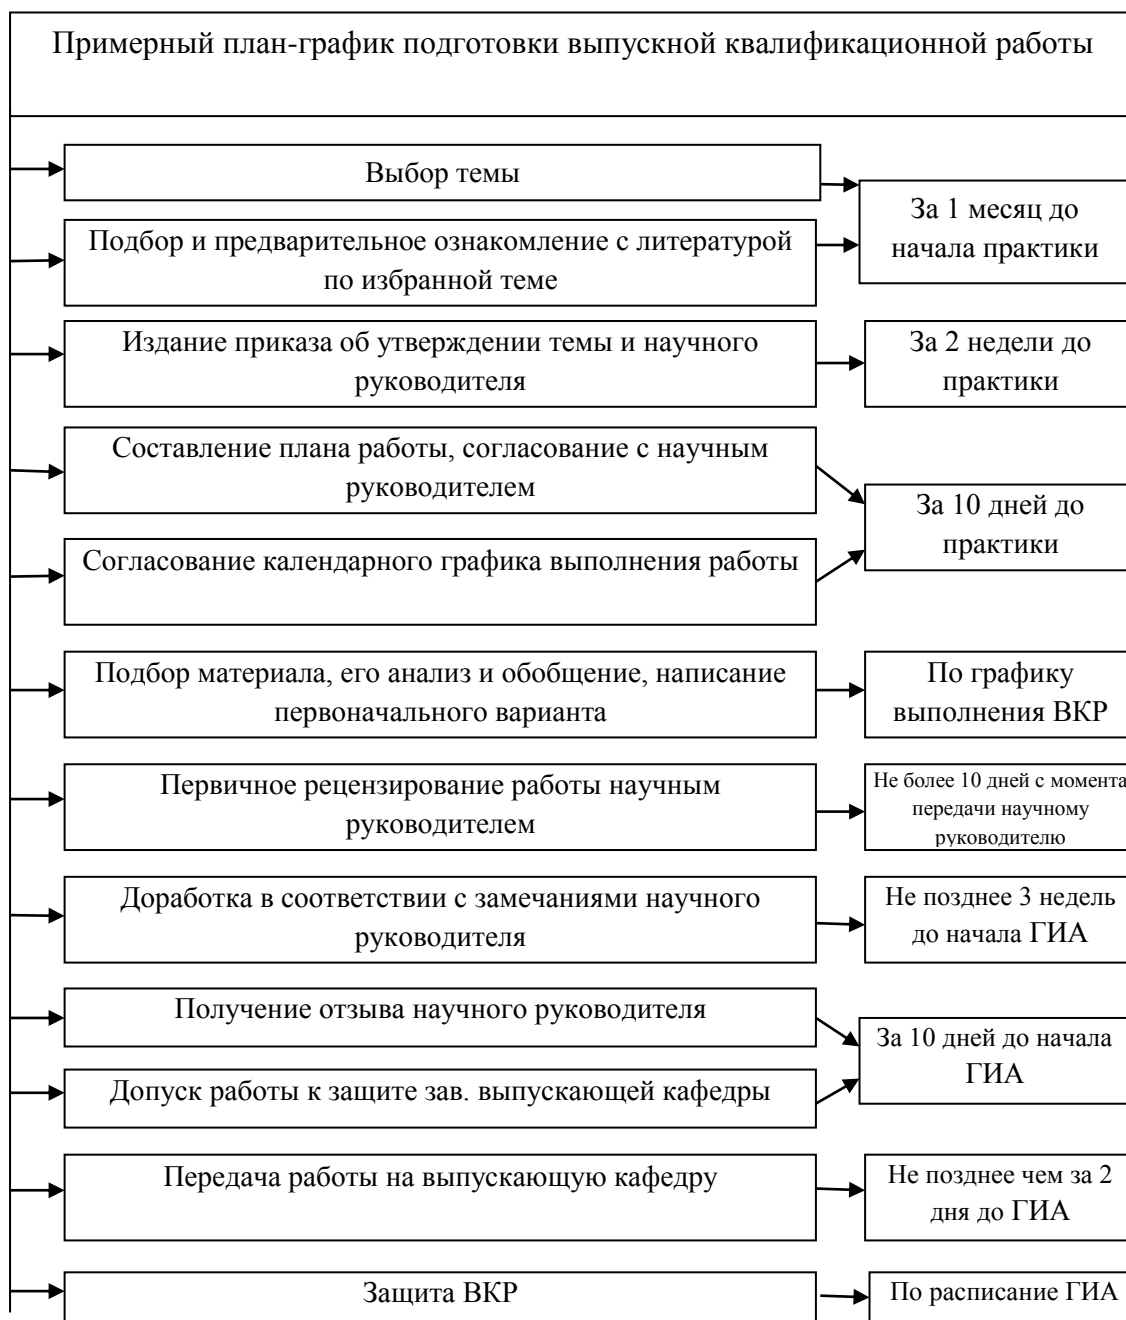 Примерный план-график подготовки выпускной квалификационной работы
Выбор темы
Подбор и предварительное ознакомление с литературой
по избранной теме
За 1 месяц до
начала практики
Издание приказа об утверждении темы и научного
руководителя
За 2 недели до
практики
Составление плана работы, согласование с научным
руководителем
Согласование календарного графика выполнения работы
За 10 дней до
практики
Подбор материала, его анализ и обобщение, написание
первоначального варианта
По графику
выполнения ВКР
Первичное рецензирование работы научным
руководителем
Не более 10 дней с момента
передачи научному
руководителю
Доработка в соответствии с замечаниями научного
руководителя
Не позднее 3 недель
до начала ГИА
Получение отзыва научного руководителя
Допуск работы к защите зав. выпускающей кафедры
За 10 дней до начала
ГИА
Передача работы на выпускающую кафедру
Не позднее чем за 2
дня до ГИА
Защита ВКР
По расписание ГИА